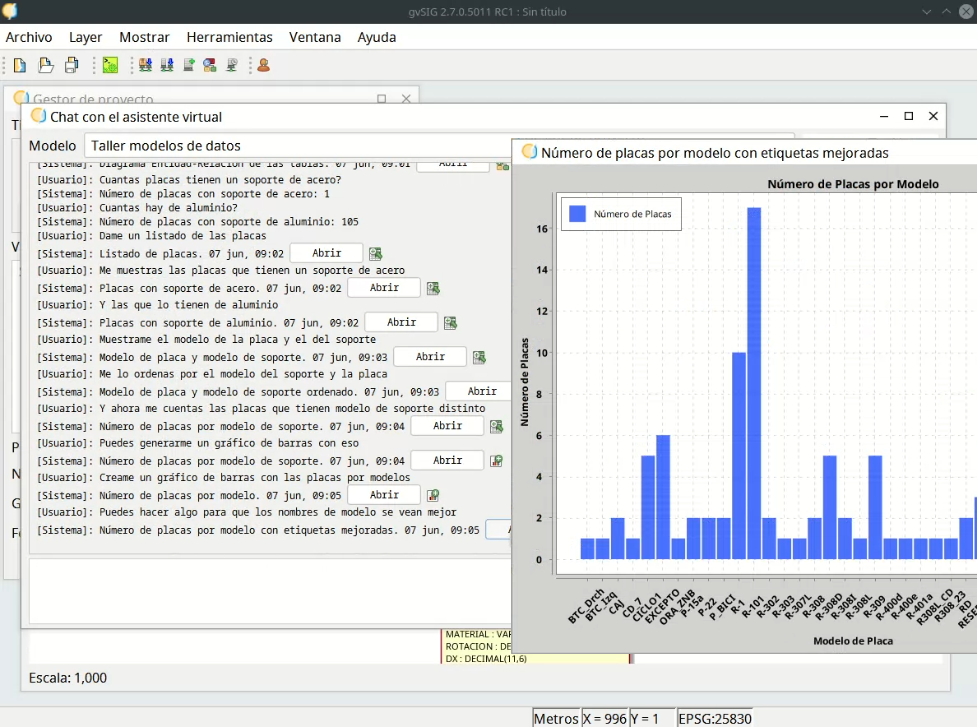 gvSIG 2.7.0.5011 RC1 : Sin título
Archivo Layer Mostrar Herramientas Ventana Ayuda
Gestor de proyecto
Chat con el asistente virtual
Modelo Taller modelos de datos
[Sistema]: Diagrama Entidad-Relación de las tablas. 07 jun, 09:01 Abrir
[Usuario]: Cuantas placas tienen un soporte de acero?
[Sistema]: Número de placas con soporte de acero: 1
[Usuario]: Cuantas hay de aluminio?
[Sistema]: Número de placas con soporte de aluminio: 105
[Usuario]: Dame un listado de las placas
[Sistema]: Listado de placas. 07 jun, 09:02 Abrir
[Usuario]: Me muestras las placas que tienen un soporte de acero
[Sistema]: Placas con soporte de acero. 07 jun, 09:02 Abrir
[Usuario]: Y las que lo tienen de aluminio
[Sistema]: Placas con soporte de aluminio. 07 jun, 09:02 Abrir
[Usuario]: Muestrame el modelo de la placa y el del soporte
[Sistema]: Modelo de placa y modelo de soporte. 07 jun, 09:03 Abrir
[Usuario]: Me lo ordenas por el modelo del soporte y la placa
[Sistema]: Modelo de placa y modelo de soporte ordenado. 07 jun, 09:03 Abrir
[Usuario]: Y ahora me cuentas las placas que tienen modelo de soporte distinto
[Sistema]: Número de placas por modelo de soporte. 07 jun, 09:04 Abrir
[Usuario]: Puedes generarme un gráfico de barras con eso
[Sistema]: Número de placas por modelo de soporte. 07 jun, 09:04 Abrir
[Usuario]: Creame un gráfico de barras con las placas por modelos
[Sistema]: Número de placas por modelo. 07 jun, 09:05 Abrir
[Usuario]: Puedes hacer algo para que los nombres de modelo se vean mejor
[Sistema]: Número de placas por modelo con etiquetas mejoradas. 07 jun, 09:05
Número de placas por modelo con etiquetas mejoradas
Número de Placas por Modelo
Número de Placas
16
14
12
10
8
6
4
2
0
Número de Placas
BTC_Drch
BTC_Izq
CAJ
CD_7
CICLO1
EXCEPTO
ORA_ZNB
P-15a
P-22
P_BICI
R-1
R-101
R-302
R-303
R-307L
R-308
R-308D
R-308I
R-308L
R-309
R-400d
R-400e
R-401a
R308L_CD
R308_23
RD_
RESE
Modelo de Placa
MATERIAL : VAR
ROTACION : DE
DX : DECIMAL(11,6)
Escala: 1,000
Metros X = 996 Y = 1 EPSG:25830